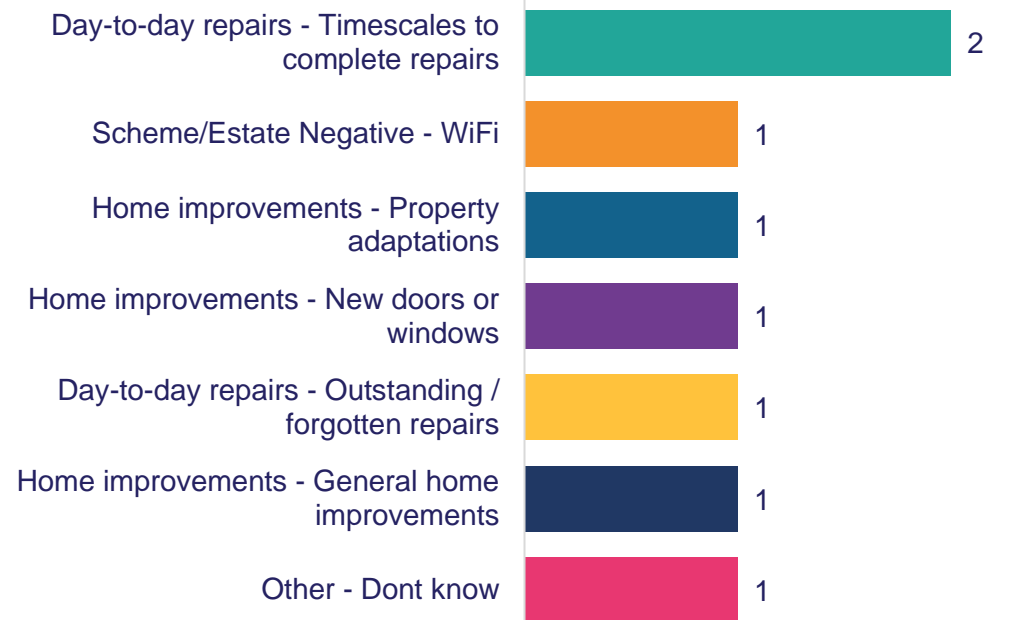 Day-to-day repairs - Timescales to
complete repairs
2
Scheme/Estate Negative - WiFi
1
Home improvements - Property
adaptations
1
Home improvements - New doors or
windows
1
Day-to-day repairs - Outstanding /
forgotten repairs
1
Home improvements - General home
improvements
1
Other - Dont know
1